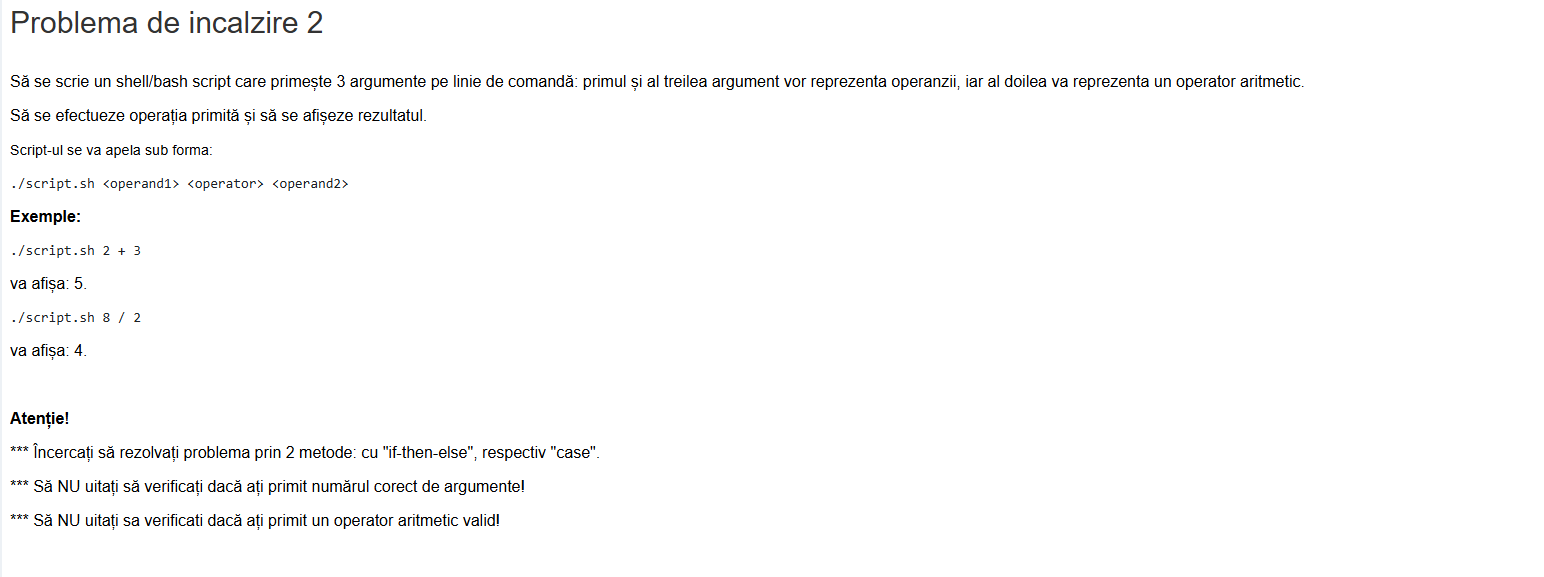 Problema de incalzire 2
Să se scrie un shell/bash script care primește 3 argumente pe linie de comandă: primul și al treilea argument vor reprezenta operanzii, iar al doilea va reprezenta un operator aritmetic.
Să se efectueze operația primită și să se afișeze rezultatul.
Script-ul se va apela sub forma:
./script.sh <operand1> <operator> <operand2>
Exemple:
./script.sh 2 + 3
va afișa: 5.
./script.sh 8 / 2
va afișa: 4.
Atenție!
*** Încercați să rezolvați problema prin 2 metode: cu "if-then-else", respectiv "case".
*** Să NU uitați să verificați dacă ați primit numărul corect de argumente!
*** Să NU uitați sa verificati dacă ați primit un operator aritmetic valid!